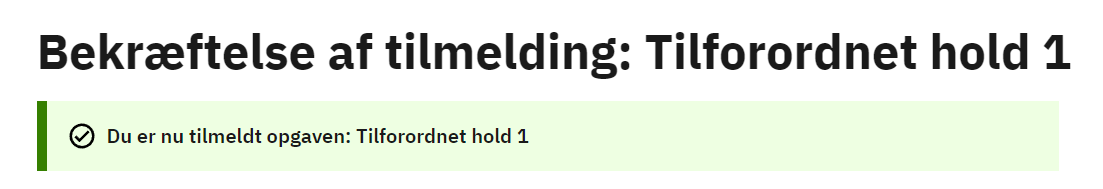 Bekræftelse af tilmelding: Tilforordnet hold 1
Du er nu tilmeldt opgaven: Tilforordnet hold 1